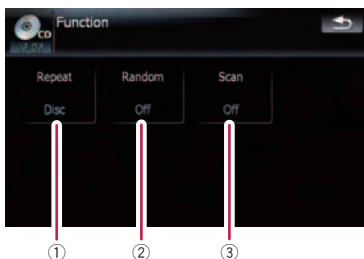 Function
CD
Repeat
Random
Scan
Disc
Off
Off
①
②
③